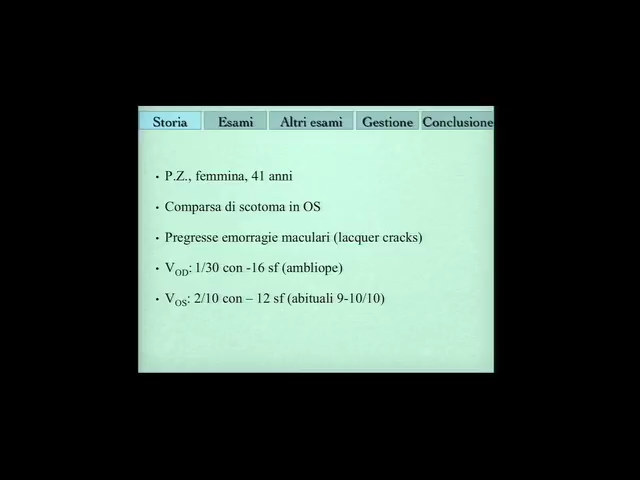 Storia Esami Altri esami Gestione Conclusione
• P.Z., femmina, 41 anni
• Comparsa di scotoma in OS
• Pregresse emorragie maculari (lacquer cracks)
• VOD: 1/30 con -16 sf (ambliope)
• VOS: 2/10 con – 12 sf (abituali 9-10/10)